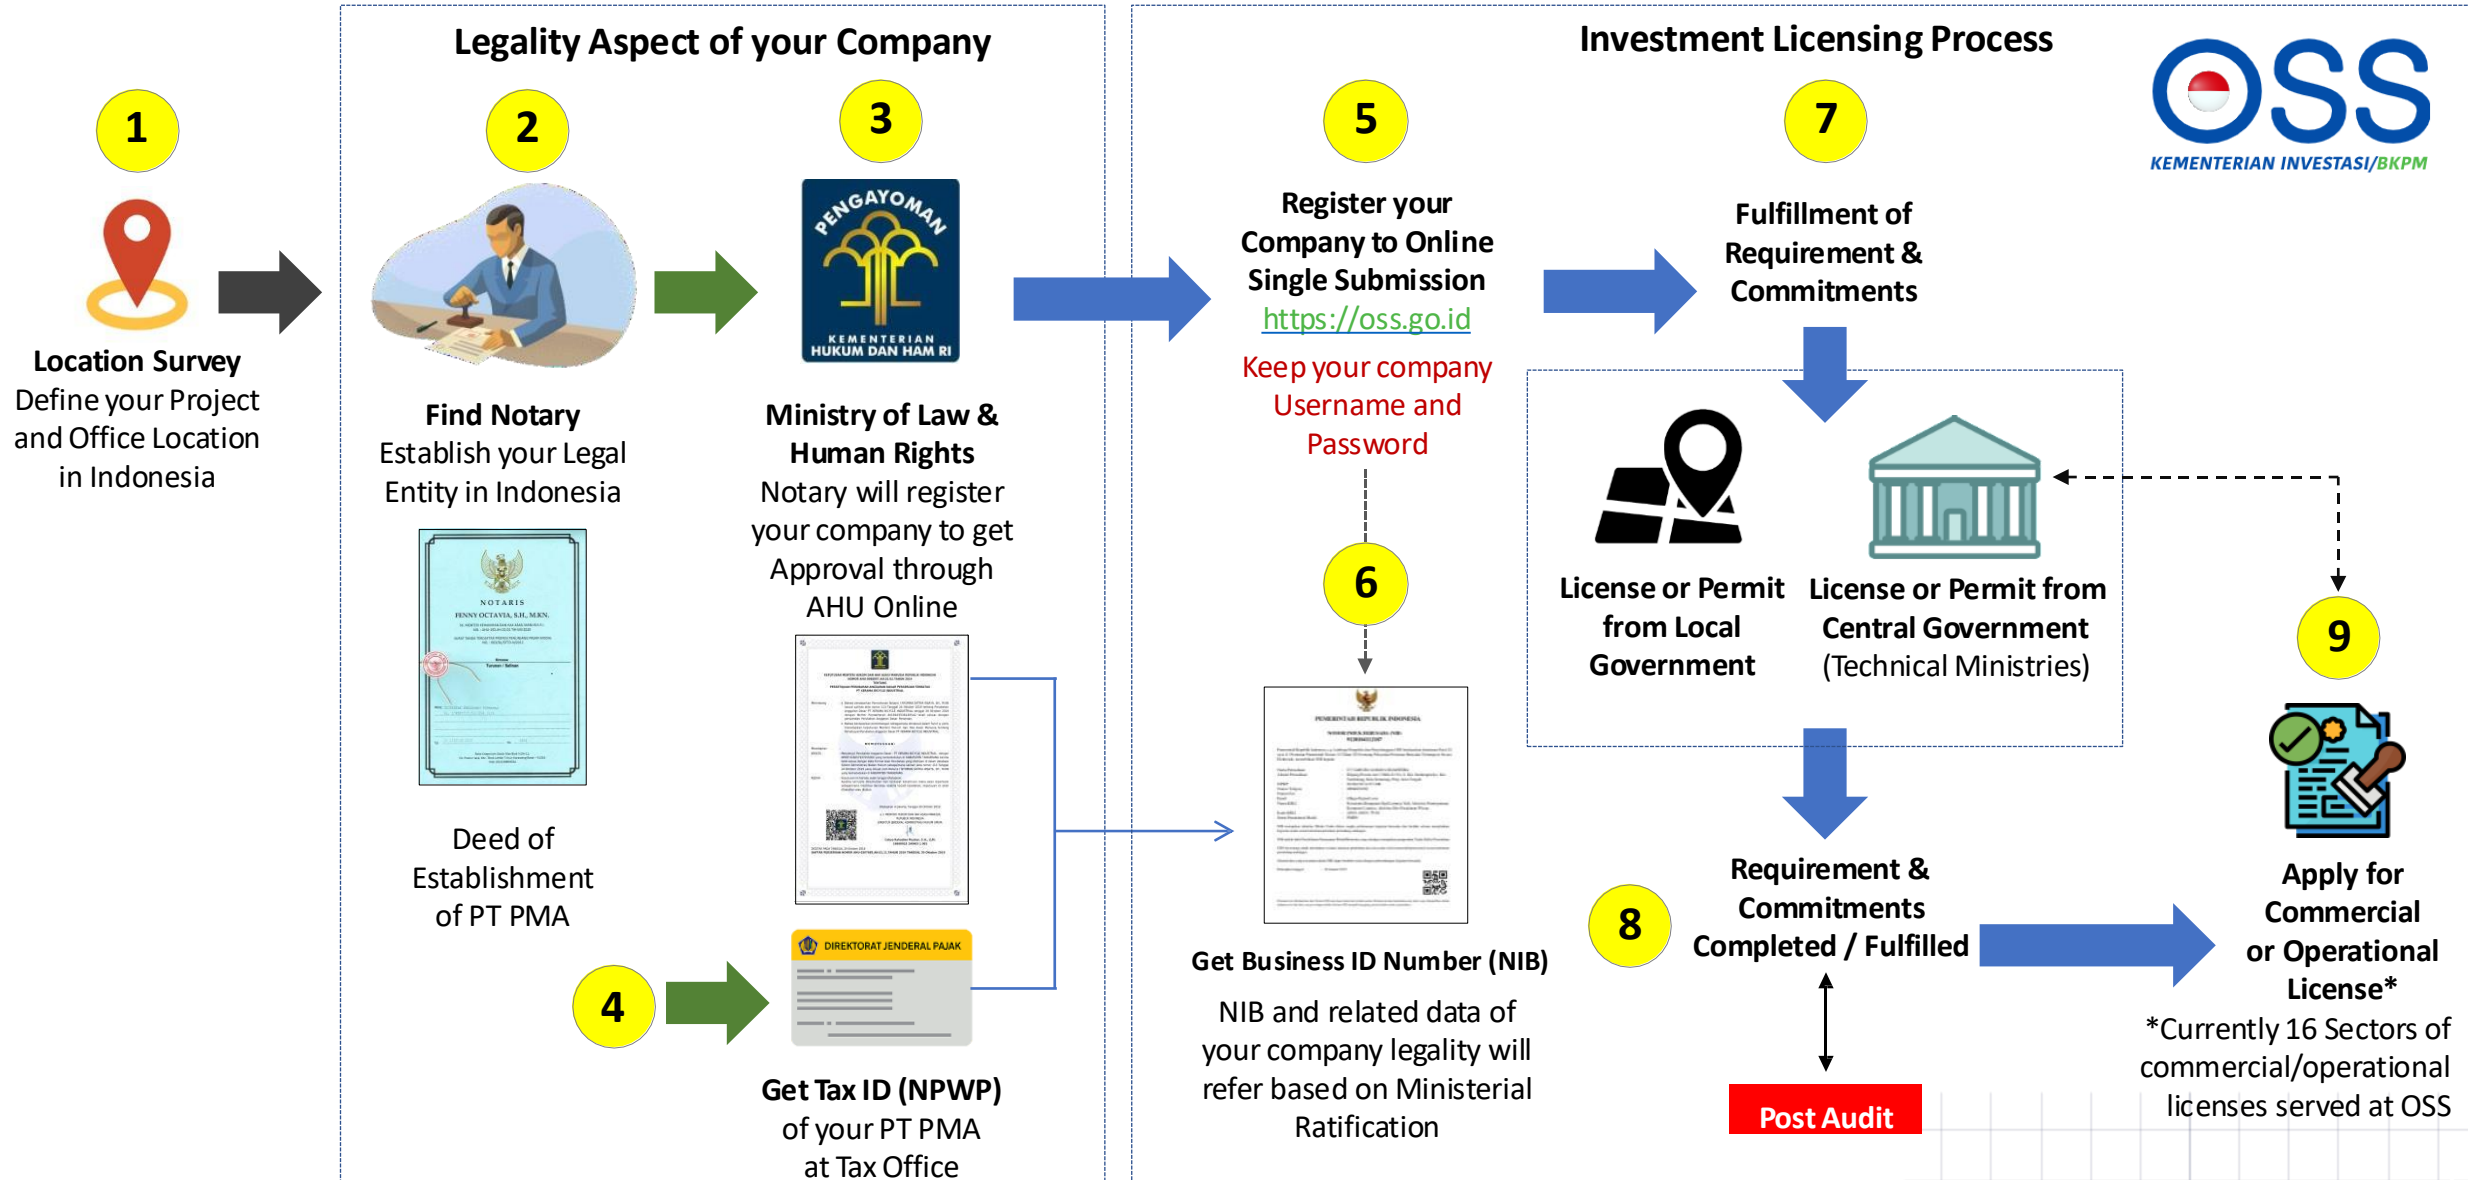 Legality Aspect of your Company
Investment Licensing Process
OSS
KEMENTERIAN INVESTASI/BKPM
1
Location Survey
Define your Project
and Office Location
in Indonesia
2
Find Notary
Establish your Legal
Entity in Indonesia
NOTARIS
FENNY OCTAVIA, S.H., M.KN.
Deed of
Establishment
of PT PMA
3
PENGAYOMAN
KEMENTERIAN
HUKUM DAN HAM RI
Ministry of Law &
Human Rights
Notary will register
your company to get
Approval through
AHU Online
4
DIREKTORAT JENDERAL PAJAK
Get Tax ID (NPWP)
of your PT PMA
at Tax Office
5
Register your
Company to Online
Single Submission
https://oss.go.id
Keep your company
Username and
Password
6
PEMERINTAH REPUBLIK INDONESIA
Get Business ID Number (NIB)
NIB and related data of
your company legality will
refer based on Ministerial
Ratification
7
Fulfillment of
Requirement &
Commitments
License or Permit
from Local
Government
License or Permit from
Central Government
(Technical Ministries)
8
Requirement &
Commitments
Completed / Fulfilled
Post Audit
9
Apply for
Commercial
or Operational
License*
*Currently 16 Sectors of
commercial/operational
licenses served at OSS